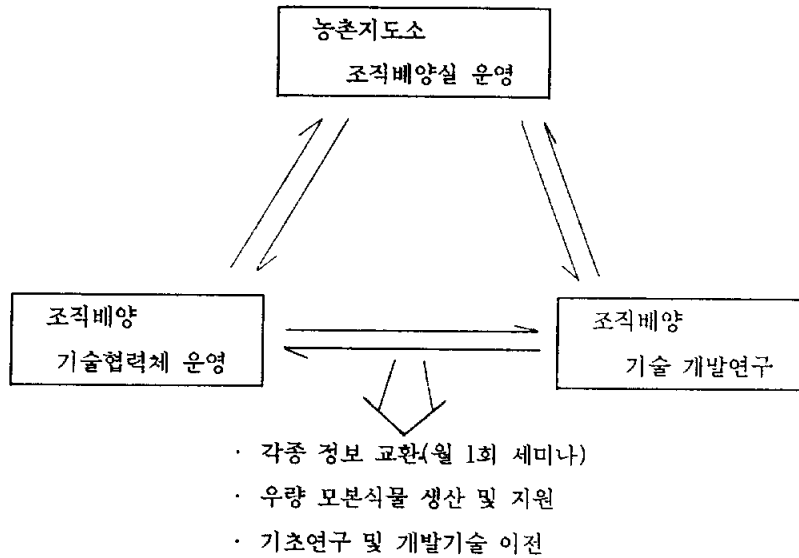 농촌지도소
조직배양실 운영
조직배양
기술협력체 운영
조직배양
기술 개발연구
· 각종 정보 교환(월 1회 세미나)
· 우량 모본식물 생산 및 지원
· 기초연구 및 개발기술 이전